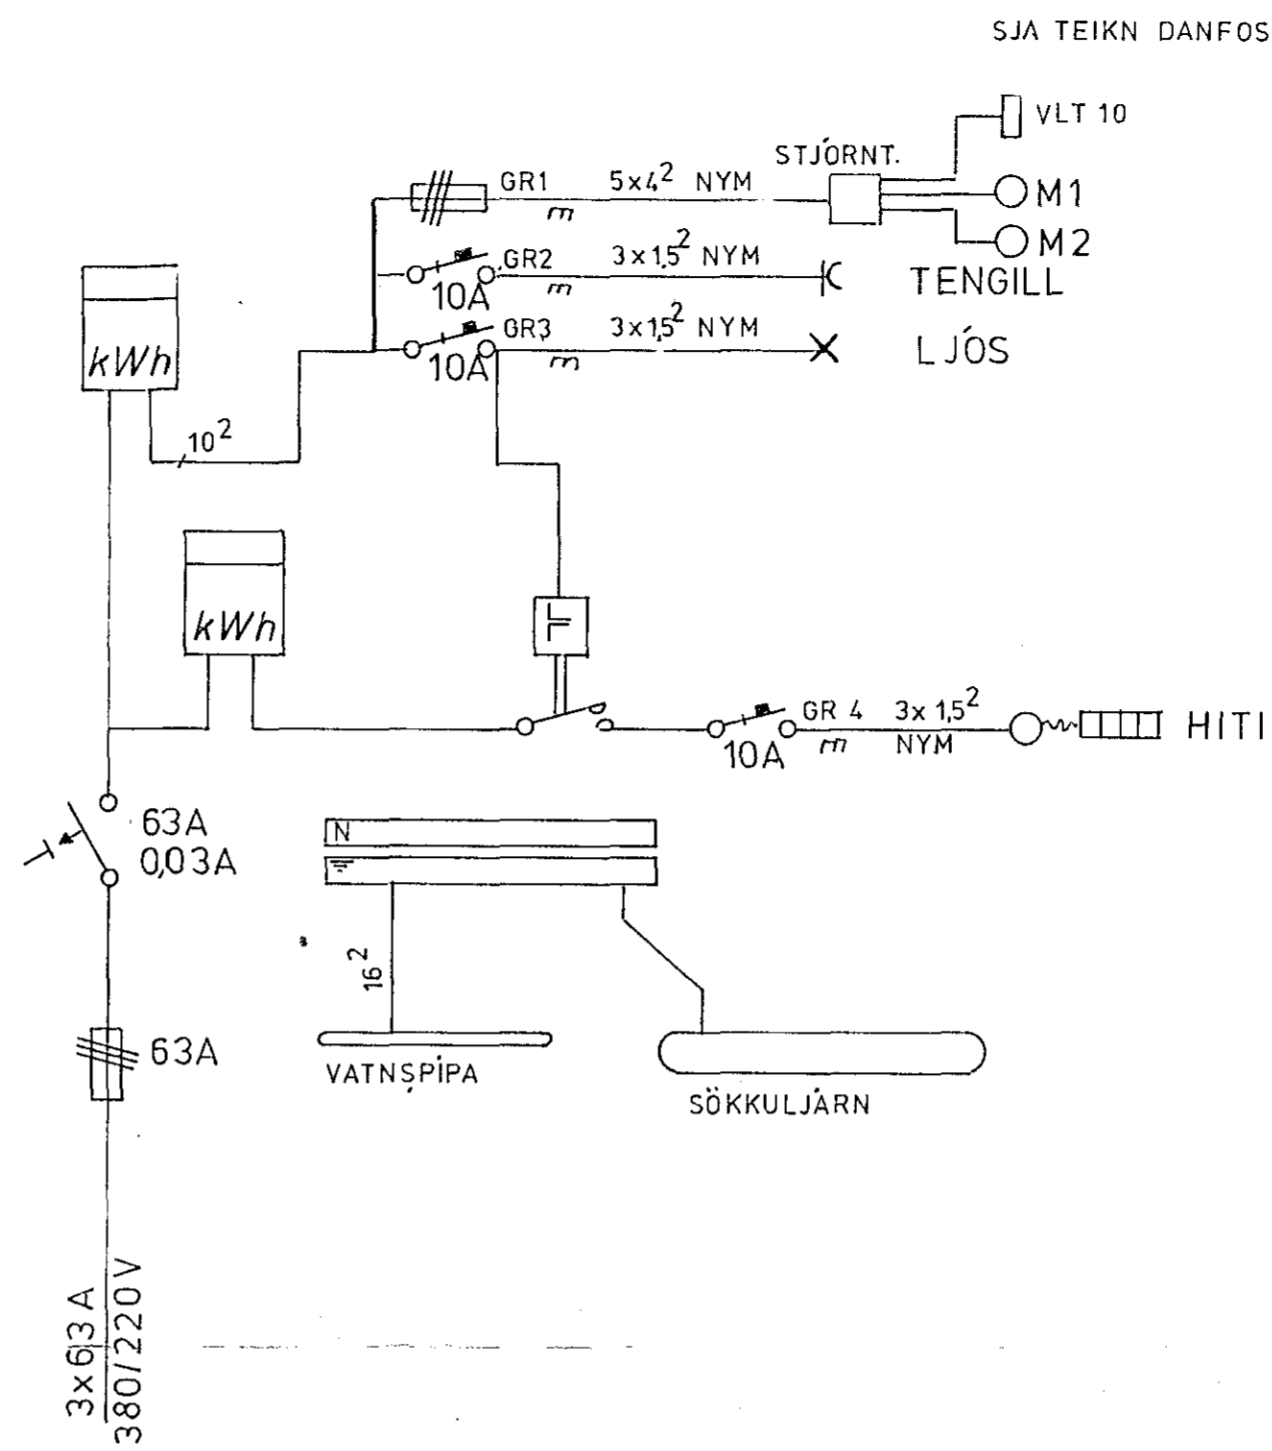 SJA TEIKN DANFOS
VLT 10
STJÓRNT.
GR1 5x4² NYM
M1
M2
GR2 3x1,5² NYM
10A
TENGILL
GR3 3x1,5² NYM
10A
LJÓS
kWh
10²
kWh
GR 4 3x1,5²
NYM
10A
HITI
63A
0,03A
N
16²
63A
VATNSPÍPA
SÖKKULJÁRN
3x63A
380/220V